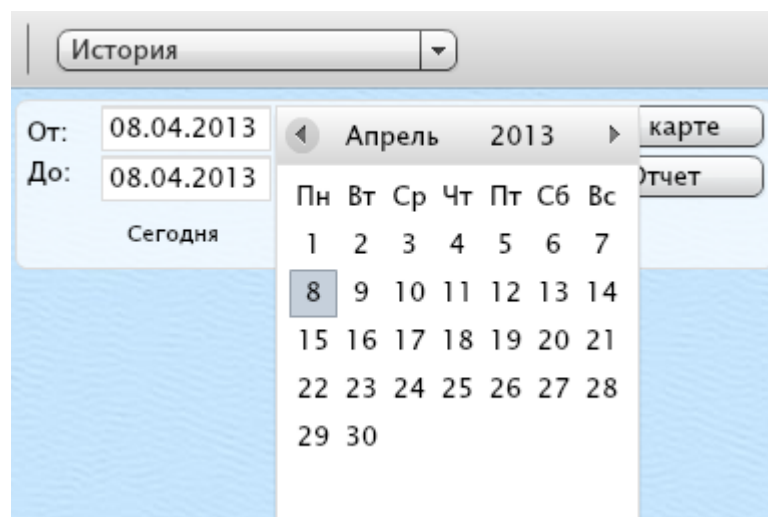 История
От: 08.04.2013
До: 08.04.2013
Сегодня
Апрель 2013
Пн Вт Ср Чт Пт Сб Вс
1 2 3 4 5 6 7
8 9 10 11 12 13 14
15 16 17 18 19 20 21
22 23 24 25 26 27 28
29 30
карте
Отчет